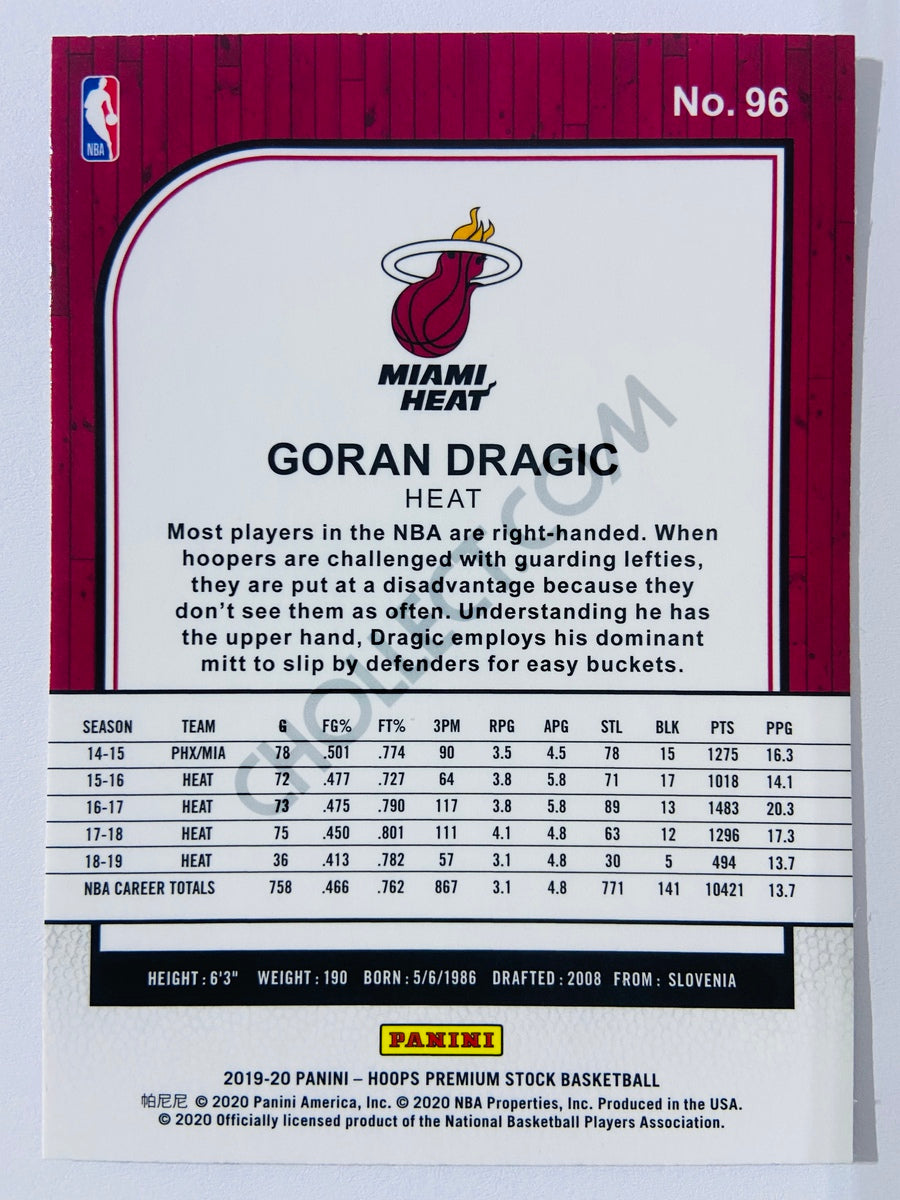 No. 96
NBA
MIAMI
HEAT
GORAN DRAGIC
HEAT
Most players in the NBA are right-handed. When
hoopers are challenged with guarding lefties,
they are put at a disadvantage because they
don't see them as often. Understanding he has
the upper hand, Dragic employs his dominant
mitt to slip by defenders for easy buckets.
CHOLLECT.COM
SEASON TEAM G FG% FT% 3PM RPG APG STL BLK PTS PPG
14-15 PHX/MIA 78 .501 .774 90 3.5 4.5 78 15 1275 16.3
15-16 HEAT 72 .477 .727 64 3.8 5.8 71 17 1018 14.1
16-17 HEAT 73 .475 .790 117 3.8 5.8 89 13 1483 20.3
17-18 HEAT 75 .450 .801 111 4.1 4.8 63 12 1296 17.3
18-19 HEAT 36 .413 .782 57 3.1 4.8 30 5 494 13.7
NBA CAREER TOTALS 758 .466 .762 867 3.1 4.8 771 141 10421 13.7
HEIGHT: 6'3" WEIGHT: 190 BORN: 5/6/1986 DRAFTED: 2008 FROM: SLOVENIA
PANINI
2019-20 PANINI – HOOPS PREMIUM STOCK BASKETBALL
帕尼尼 © 2020 Panini America, Inc. © 2020 NBA Properties, Inc. Produced in the USA.
© 2020 Officially licensed product of the National Basketball Players Association.